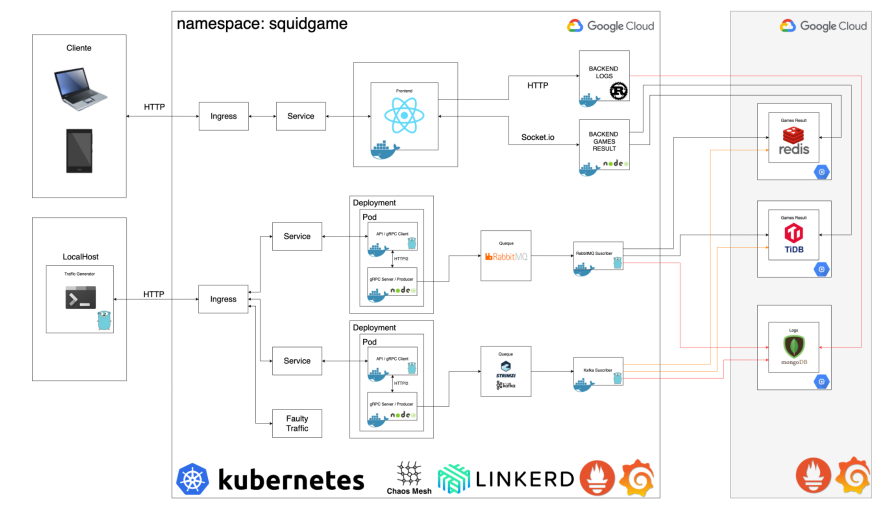 namespace: squidgame
Google Cloud
Google Cloud
Cliente
HTTP
Ingress
Service
Frontend
HTTP
Socket.io
BACKEND
LOGS
BACKEND
GAMES
RESULT
node
Games Result
redis
Games Result
TiDB
Logs
mongoDB
LocalHost
Traffic Generator
HTTP
Ingress
Service
Deployment
Pod
API / gRPC Client
HTTP/2
gRPC Server / Producer
node
Queque
RabbitMQ
RabbitMQ Suscriber
Service
Deployment
Pod
API / gRPC Client
HTTP/2
gRPC Server / Producer
node
Queque
STRIMZI
kafka
Kafka Suscriber
Faulty
Traffic
kubernetes
Chaos Mesh
LINKERD